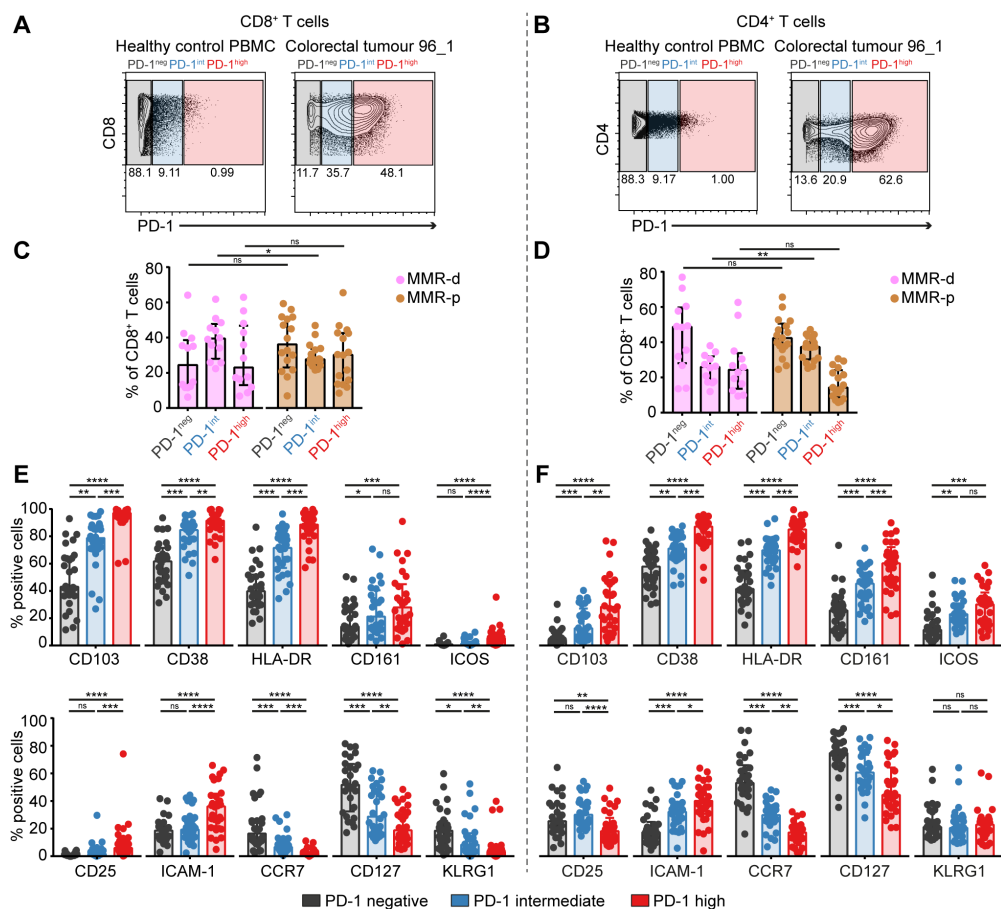 A
CD8⁺ T cells
Healthy control PBMC Colorectal tumour 96_1
PD-1ⁿᵉᵍ PD-1ⁱⁿᵗ PD-1ʰⁱᵍʰ PD-1ⁿᵉᵍ PD-1ⁱⁿᵗ PD-1ʰⁱᵍʰ
CD8
88.1 9.11 0.99 11.7 35.7 48.1
PD-1
B
CD4⁺ T cells
Healthy control PBMC Colorectal tumour 96_1
PD-1ⁿᵉᵍ PD-1ⁱⁿᵗ PD-1ʰⁱᵍʰ PD-1ⁿᵉᵍ PD-1ⁱⁿᵗ PD-1ʰⁱᵍʰ
CD4
88.3 9.17 1.00 13.6 20.9 62.6
PD-1
C
ns
*
ns
% of CD8⁺ T cells
80
60
40
20
0
MMR-d
MMR-p
PD-1ⁿᵉᵍ PD-1ⁱⁿᵗ PD-1ʰⁱᵍʰ PD-1ⁿᵉᵍ PD-1ⁱⁿᵗ PD-1ʰⁱᵍʰ
D
ns
**
ns
% of CD8⁺ T cells
80
60
40
20
0
MMR-d
MMR-p
PD-1ⁿᵉᵍ PD-1ⁱⁿᵗ PD-1ʰⁱᵍʰ PD-1ⁿᵉᵍ PD-1ⁱⁿᵗ PD-1ʰⁱᵍʰ
E
**** **** **** *** ****
** *** *** ** *** *** * ns ns ****
% positive cells
100
80
60
40
20
0
CD103 CD38 HLA-DR CD161 ICOS
**** **** **** **** ****
ns *** ns **** *** *** *** ** * **
% positive cells
100
80
60
40
20
0
CD25 ICAM-1 CCR7 CD127 KLRG1
F
**** **** **** **** ***
*** ** ** *** *** *** *** *** ** ns
CD103 CD38 HLA-DR CD161 ICOS
** **** **** **** ns
ns **** *** * *** ** *** * ns ns
CD25 ICAM-1 CCR7 CD127 KLRG1
PD-1 negative PD-1 intermediate PD-1 high